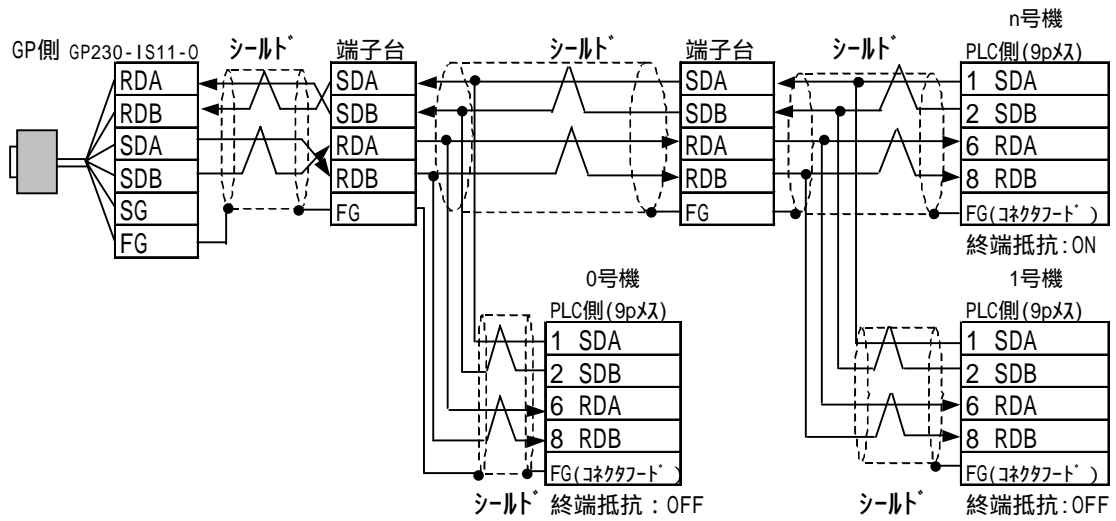 n号機
GP側 GP230-IS11-O シールド 端子台 シールド 端子台 PLC側(9pメス)
RDA SDA SDA 1 SDA
RDB SDB SDB 2 SDB
SDA RDA RDA 6 RDA
SDB RDB RDB 8 RDB
SG FG FG FG(コネクタフード)
FG
終端抵抗:ON
0号機 1号機
PLC側(9pメス) PLC側(9pメス)
1 SDA 1 SDA
2 SDB 2 SDB
6 RDA 6 RDA
8 RDB 8 RDB
FG(コネクタフード) FG(コネクタフード)
シールド 終端抵抗：OFF シールド 終端抵抗:OFF